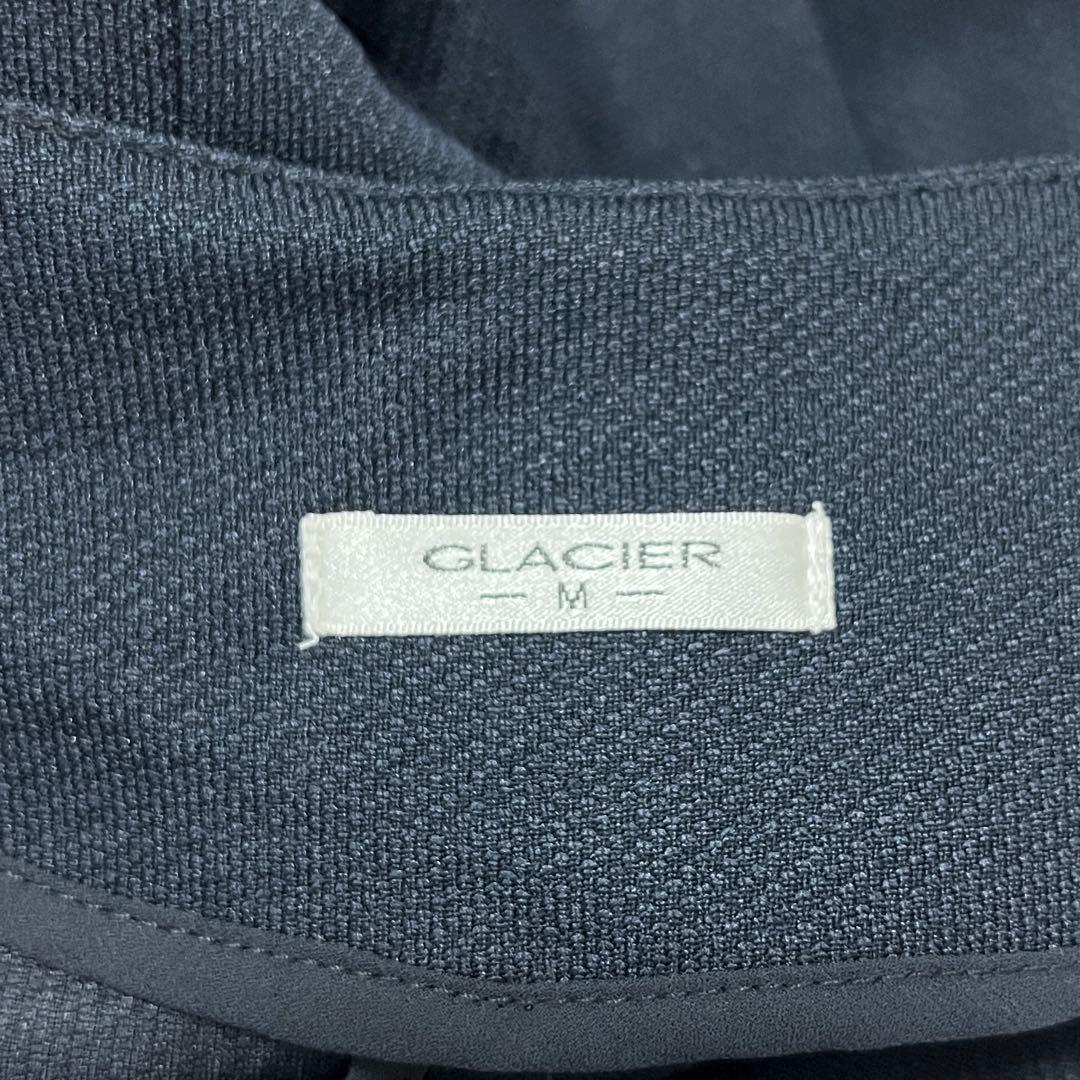 GLACIER
— M —